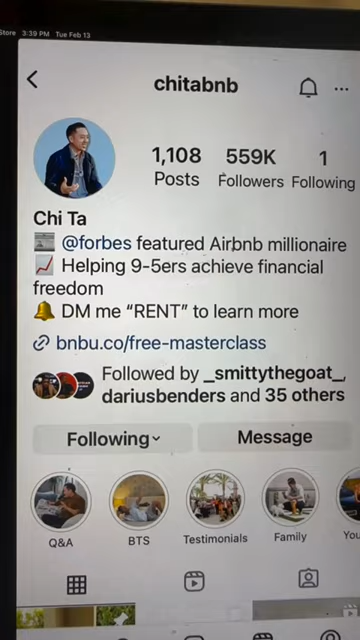 Store 3:39 PM Tue Feb 13
chitabnb
1,108 559K 1
Posts Followers Following
Chi Ta
@forbes featured Airbnb millionaire
Helping 9-5ers achieve financial
freedom
DM me “RENT” to learn more
bnbu.co/free-masterclass
Followed by _smittythegoat_,
dariusbenders and 35 others
Following Message
Q&A BTS Testimonials Family You